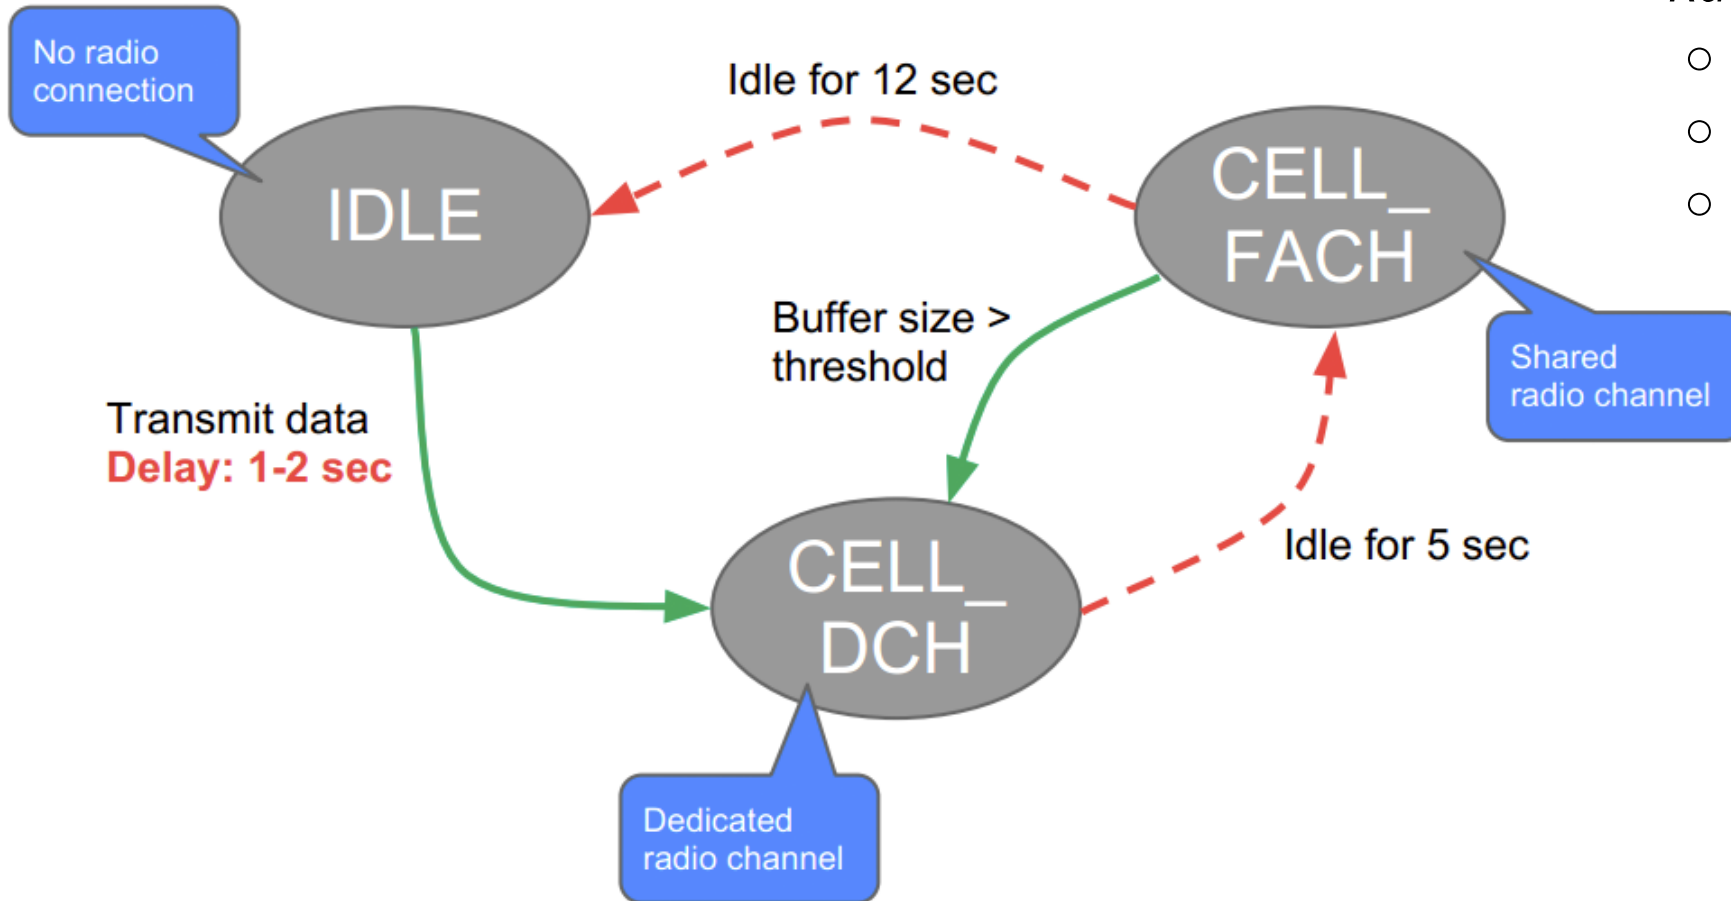 No radio
connection
Idle for 12 sec
IDLE
CELL_
FACH
Buffer size >
threshold
Shared
radio channel
Transmit data
Delay: 1-2 sec
Idle for 5 sec
CELL_
DCH
Dedicated
radio channel